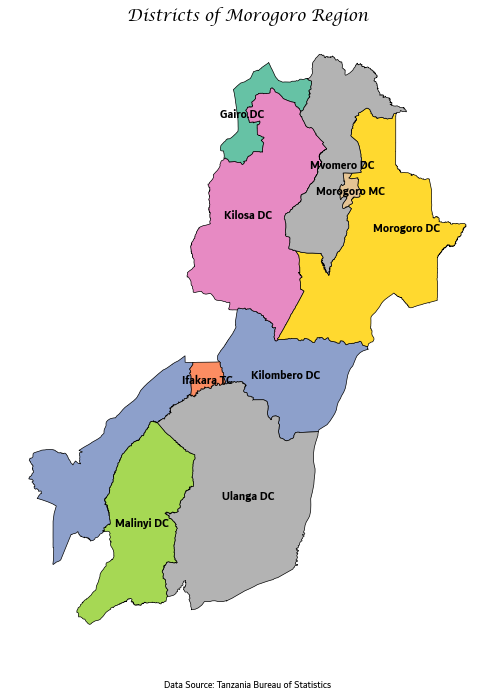 Districts of Morogoro Region
Gairo DC
Mvomero DC
Morogoro MC
Kilosa DC
Morogoro DC
Kilombero DC
Ifakara TC
Ulanga DC
Malinyi DC
Data Source: Tanzania Bureau of Statistics